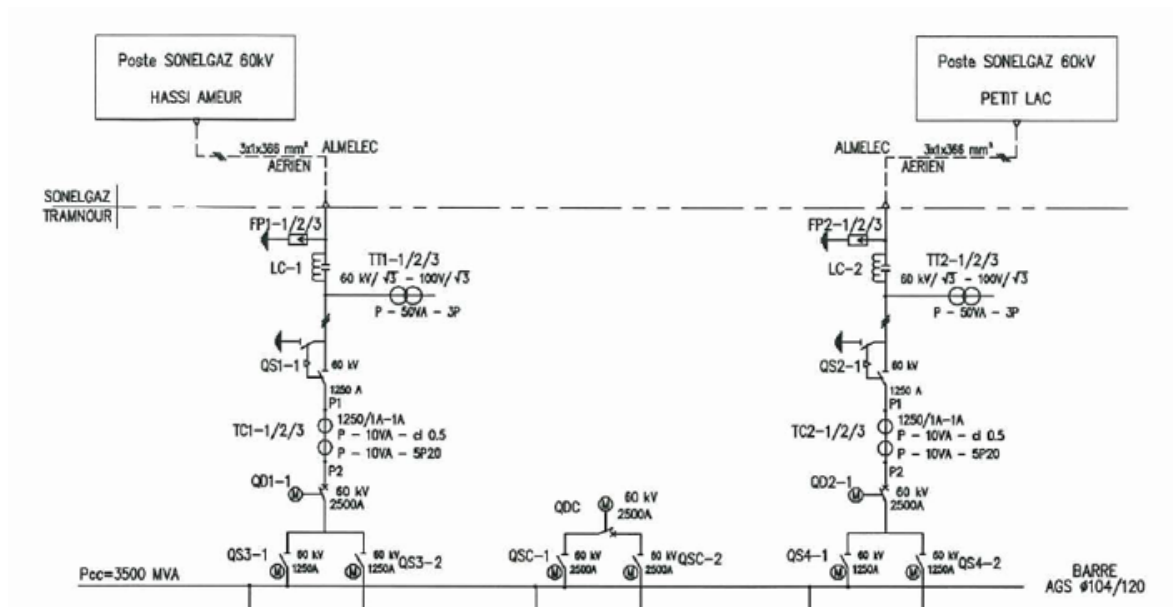 Poste SONELGAZ 60kV
HASSI AMEUR
Poste SONELGAZ 60kV
PETIT LAC
3x1x366 mm²
ALMELEC
AERIEN
ALMELEC
3x1x366 mm²
AERIEN
SONELGAZ
TRAMNOUR
FP1-1/2/3
LC-1
TT1-1/2/3
60 kV/ √3 - 100V/ √3
P - 50VA - 3P
FP2-1/2/3
LC-2
TT2-1/2/3
60 kV/ √3 - 100V/ √3
P - 50VA - 3P
QS1-1
60 kV
1250 A
P1
TC1-1/2/3
1250/1A-1A
P - 10VA - cl 0.5
P - 10VA - 5P20
P2
QS2-1
60 kV
1250 A
P1
TC2-1/2/3
1250/1A-1A
P - 10VA - cl 0.5
P - 10VA - 5P20
P2
QD1-1
M
60 kV
2500A
QDC
60 kV
M
2500A
QD2-1
M
60 kV
2500A
QS3-1
60 kV
M
1250A
60 kV
M
1250A
QS3-2
QSC-1
60 kV
M
2500A
60 kV
M
2500A
QSC-2
QS4-1
60 kV
M
1250A
60 kV
M
1250A
QS4-2
Pcc=3500 MVA
BARRE
AGS Ø104/120